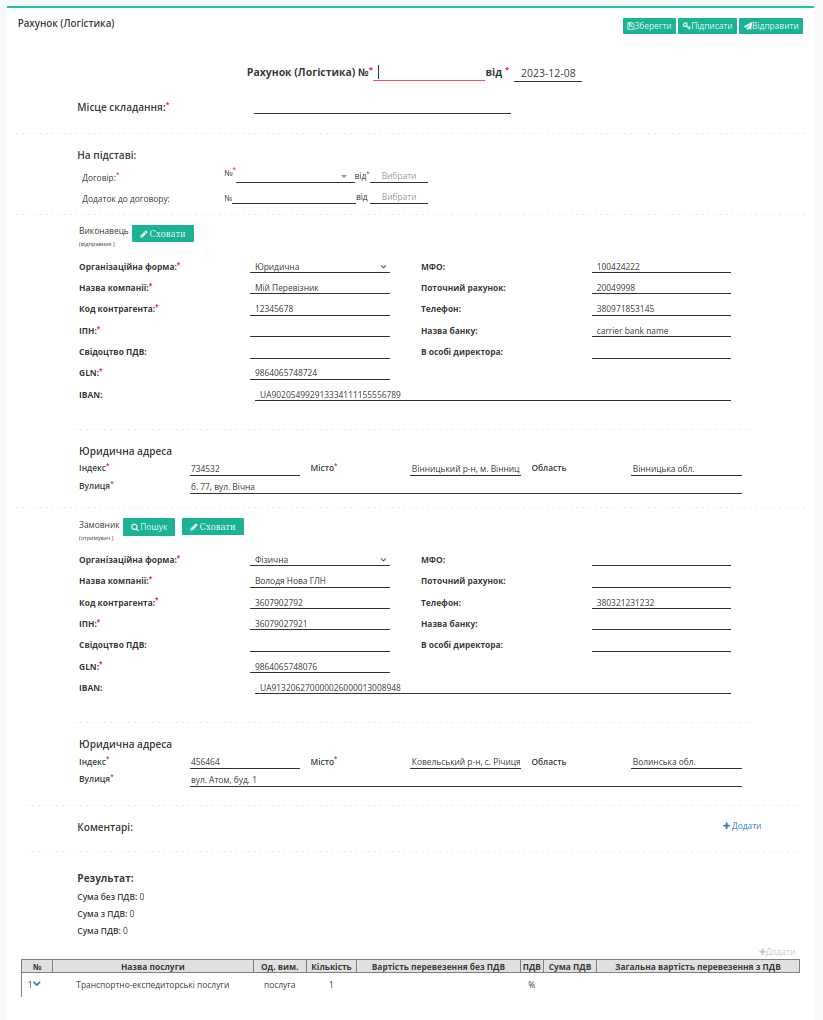 Рахунок (Логістика)
Зберегти Підписати Відправити
Рахунок (Логістика) №* від * 2023-12-08
Місце складання:*
На підставі:
Договір:* №* від* Вибрати
Додаток до договору: № від Вибрати
Виконавець Сховати
(відправник )
Організаційна форма:* Юридична МФО: 100424222
Назва компанії:* Мій Перевізник Поточний рахунок: 20049998
Код контрагента:* 12345678 Телефон: 380971853145
ІПН:* Назва банку: carrier bank name
Свідоцтво ПДВ: В особі директора:
GLN:* 9864065748724
IBAN: UA902054992913334111155556789
Юридична адреса
Індекс* 734532 Місто* Вінницький р-н, м. Вінниц Область Вінницька обл.
Вулиця* б. 77, вул. Вічна
Замовник Пошук Сховати
(отримувач )
Організаційна форма:* Фізична МФО:
Назва компанії:* Володя Нова ГЛН Поточний рахунок:
Код контрагента:* 3607902792 Телефон: 380321231232
ІПН:* 36079027921 Назва банку:
Свідоцтво ПДВ: В особі директора:
GLN:* 9864065748076
IBAN: UA913206270000026000013008948
Юридична адреса
Індекс* 456464 Місто* Ковельський р-н, с. Річиця Область Волинська обл.
Вулиця* вул. Атом, буд. 1
Коментарі: Додати
Результат:
Сума без ПДВ: 0
Сума з ПДВ: 0
Сума ПДВ: 0
Додати
№ Назва послуги Од. вим. Кількість Вартість перевезення без ПДВ ПДВ Сума ПДВ Загальна вартість перевезення з ПДВ
1 Транспортно-експедиторські послуги послуга 1 %